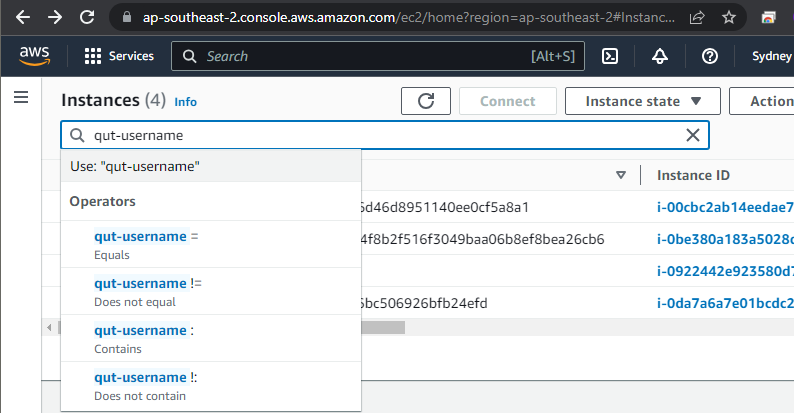 ap-southeast-2.console.aws.amazon.com/ec2/home?region=ap-southeast-2#Instanc...
aws
Services
Search
[Alt+S]
Sydney
Instances (4) Info
Connect
Instance state
Action
qut-username
Use: "qut-username"
Instance ID
Operators
6d46d8951140ee0cf5a8a1
i-00cbc2ab14eedae7
qut-username =
Equals
4f8b2f516f3049baa06b8ef8bea26cb6
i-0be380a183a5028c
qut-username !=
Does not equal
i-0922442e923580d7
6bc506926bfb24efd
i-0da7a6a7e01bcdc2
qut-username :
Contains
qut-username !:
Does not contain